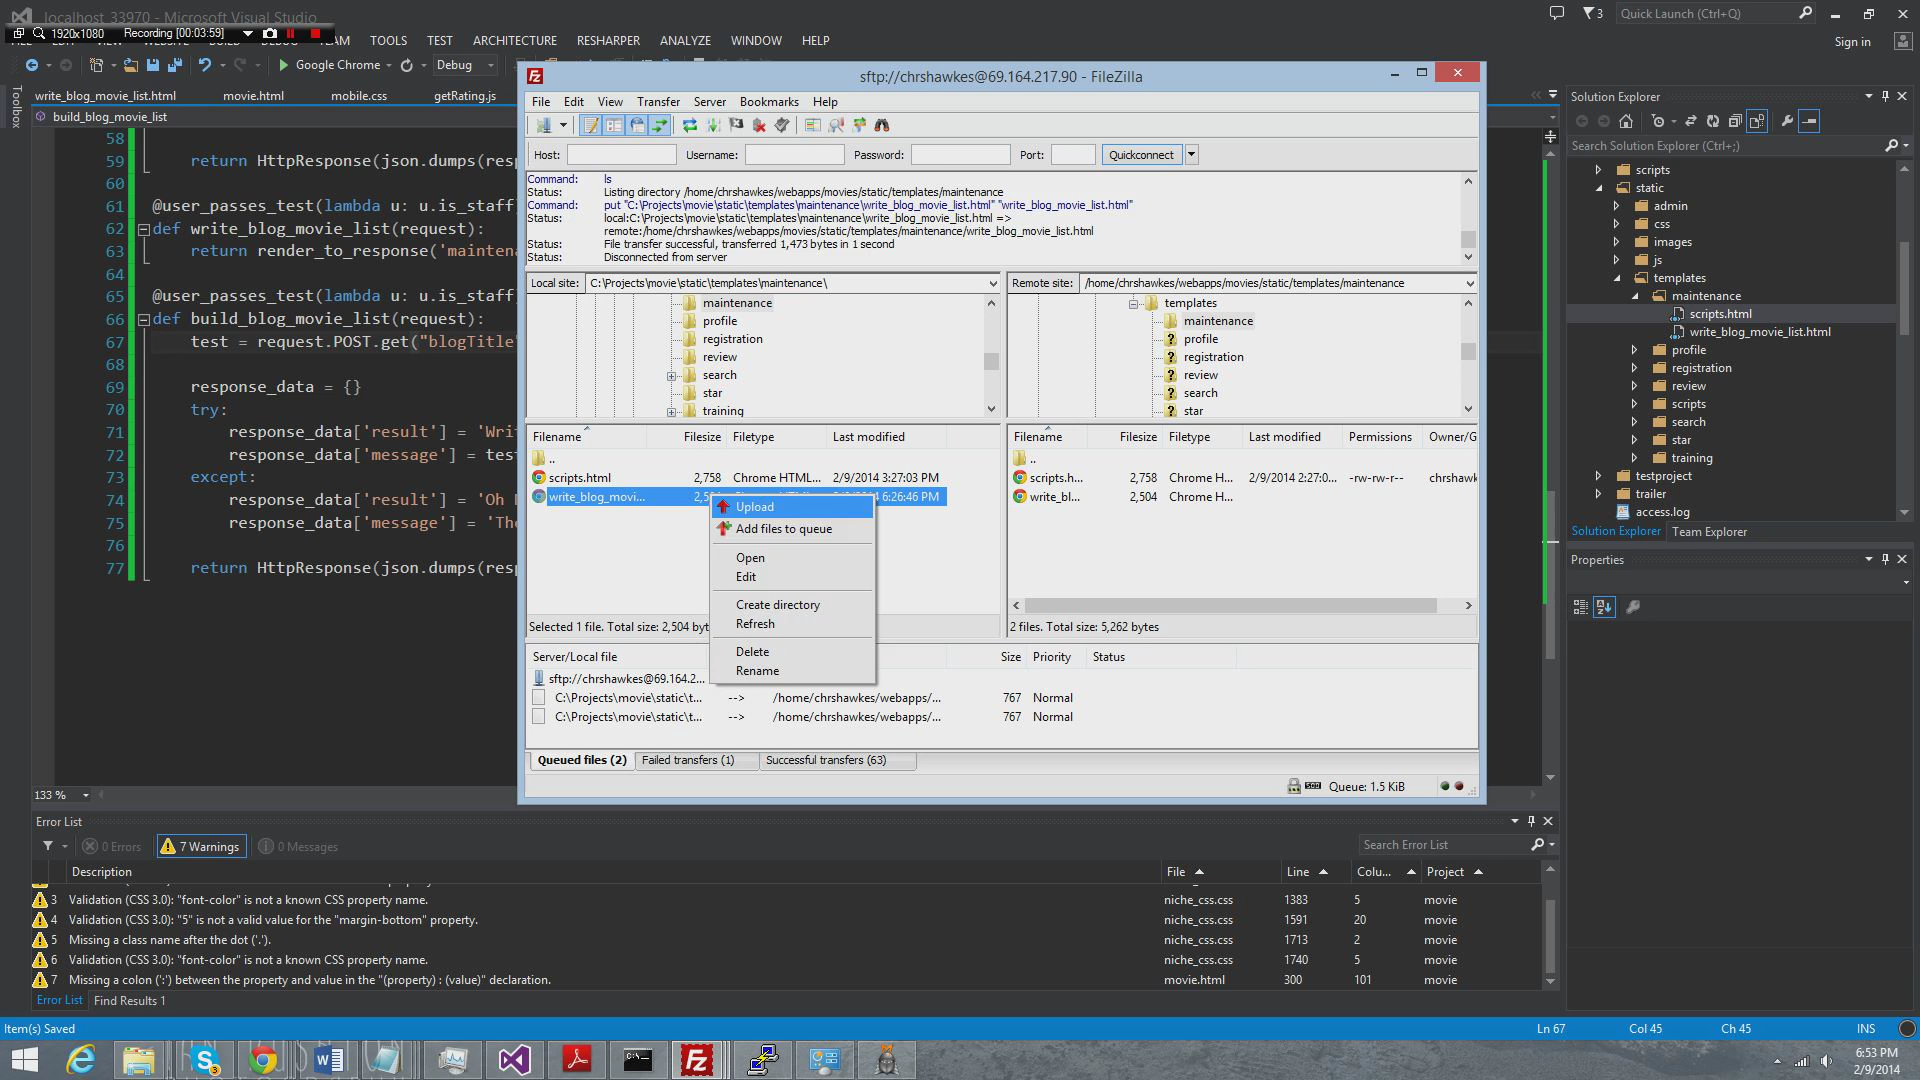 localhost_33970 - Microsoft Visual Studio
Quick Launch (Ctrl+Q)
3
1920x1080 Recording [00:03:59]
TOOLS TEST ARCHITECTURE RESHARPER ANALYZE WINDOW HELP
Sign in
Google Chrome
Debug
Toolbox
write_blog_movie_list.html movie.html mobile.css getRating.js
build_blog_movie_list
58
59 return HttpResponse(json.dumps(resp
60
61 @user_passes_test(lambda u: u.is_staff
62 def write_blog_movie_list(request):
63 return render_to_response('maintena
64
65 @user_passes_test(lambda u: u.is_staff
66 def build_blog_movie_list(request):
67 test = request.POST.get("blogTitle"
68
69 response_data = {}
70 try:
71 response_data['result'] = 'Wri
72 response_data['message'] = tes
73 except:
74 response_data['result'] = 'Oh
75 response_data['message'] = 'The
76
77 return HttpResponse(json.dumps(resp
133 %
sftp://chrshawkes@69.164.217.90 - FileZilla
File Edit View Transfer Server Bookmarks Help
Host: Username: Password: Port: Quickconnect
Command: ls
Status: Listing directory /home/chrshawkes/webapps/movies/static/templates/maintenance
Command: put "C:\Projects\movie\static\templates\maintenance\write_blog_movie_list.html" "write_blog_movie_list.html"
Status: local:C:\Projects\movie\static\templates\maintenance\write_blog_movie_list.html =>
remote:/home/chrshawkes/webapps/movies/static/templates/maintenance/write_blog_movie_list.html
Status: File transfer successful, transferred 1,473 bytes in 1 second
Status: Disconnected from server
Local site: C:\Projects\movie\static\templates\maintenance\
maintenance
profile
registration
review
search
star
training
Remote site: /home/chrshawkes/webapps/movies/static/templates/maintenance
templates
maintenance
profile
registration
review
search
star
Filename Filesize Filetype Last modified
..
scripts.html 2,758 Chrome HTML... 2/9/2014 3:27:03 PM
write_blog_movi... 6:26:46 PM
Selected 1 file. Total size: 2,504 byt
Filename Filesize Filetype Last modified Permissions Owner/G
..
scripts.h... 2,758 Chrome H... 2/9/2014 2:27:0... -rw-rw-r-- chrshawk
write_bl... 2,504 Chrome H...
2 files. Total size: 5,262 bytes
Upload
Add files to queue
Open
Edit
Create directory
Refresh
Delete
Rename
Server/Local file Size Priority Status
sftp://chrshawkes@69.164.2...
C:\Projects\movie\static\t... --> /home/chrshawkes/webapps/... 767 Normal
C:\Projects\movie\static\t... --> /home/chrshawkes/webapps/... 767 Normal
Queued files (2) Failed transfers (1) Successful transfers (63)
Queue: 1.5 KiB
Solution Explorer
Search Solution Explorer (Ctrl+;)
scripts
static
admin
css
images
js
templates
maintenance
scripts.html
write_blog_movie_list.html
profile
registration
review
scripts
search
star
training
testproject
trailer
access.log
Solution Explorer Team Explorer
Properties
Error List
0 Errors 7 Warnings 0 Messages
Search Error List
Description File Line Colu... Project
3 Validation (CSS 3.0): "font-color" is not a known CSS property name. niche_css.css 1383 5 movie
4 Validation (CSS 3.0): "5" is not a valid value for the "margin-bottom" property. niche_css.css 1591 20 movie
5 Missing a class name after the dot ('.'). niche_css.css 1713 2 movie
6 Validation (CSS 3.0): "font-color" is not a known CSS property name. niche_css.css 1740 5 movie
7 Missing a colon (':') between the property and value in the "(property) : (value)" declaration. movie.html 300 101 movie
Error List Find Results 1
Item(s) Saved
Ln 67 Col 45 Ch 45 INS
6:53 PM
2/9/2014